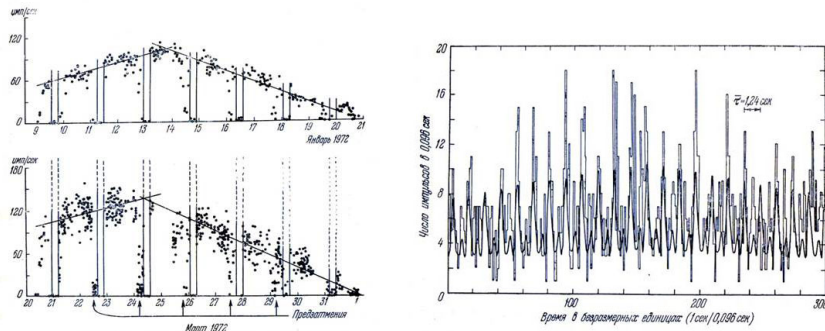 имп/сек
120
60
0
9 10 11 12 13 14 15 16 17 18 19 20 21
Январь 1972
имп/сек
180
120
60
0
20 21 22 23 24 25 26 27 28 29 30 31 1
Предзатмения
Март 1972
Число импульсов в 0,096 сек
20
16
12
8
4
0
τ=1,24 сек
100 200 300
Время в безразмерных единицах (1 сек/0,096 сек)